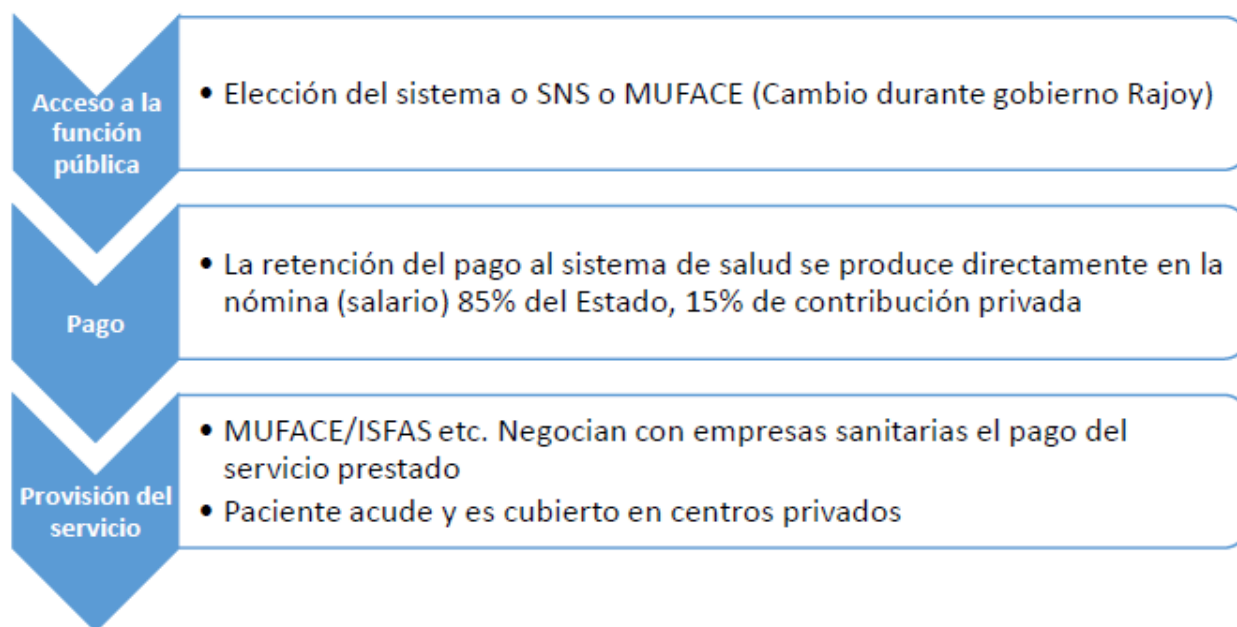 Acceso a la
función
pública
• Elección del sistema o SNS o MUFACE (Cambio durante gobierno Rajoy)
Pago
• La retención del pago al sistema de salud se produce directamente en la
nómina (salario) 85% del Estado, 15% de contribución privada
Provisión del
servicio
• MUFACE/ISFAS etc. Negocian con empresas sanitarias el pago del
servicio prestado
• Paciente acude y es cubierto en centros privados